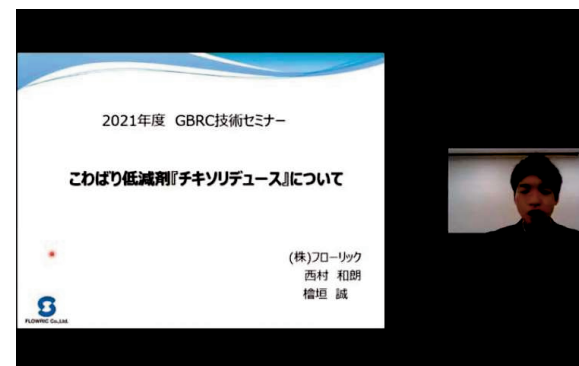 2021年度 GBRC技術セミナー
こわばり低減剤『チキソリデュース』について
(株)フローリック
西村 和朗
檜垣 誠
FLOWRIC Co.,Ltd.